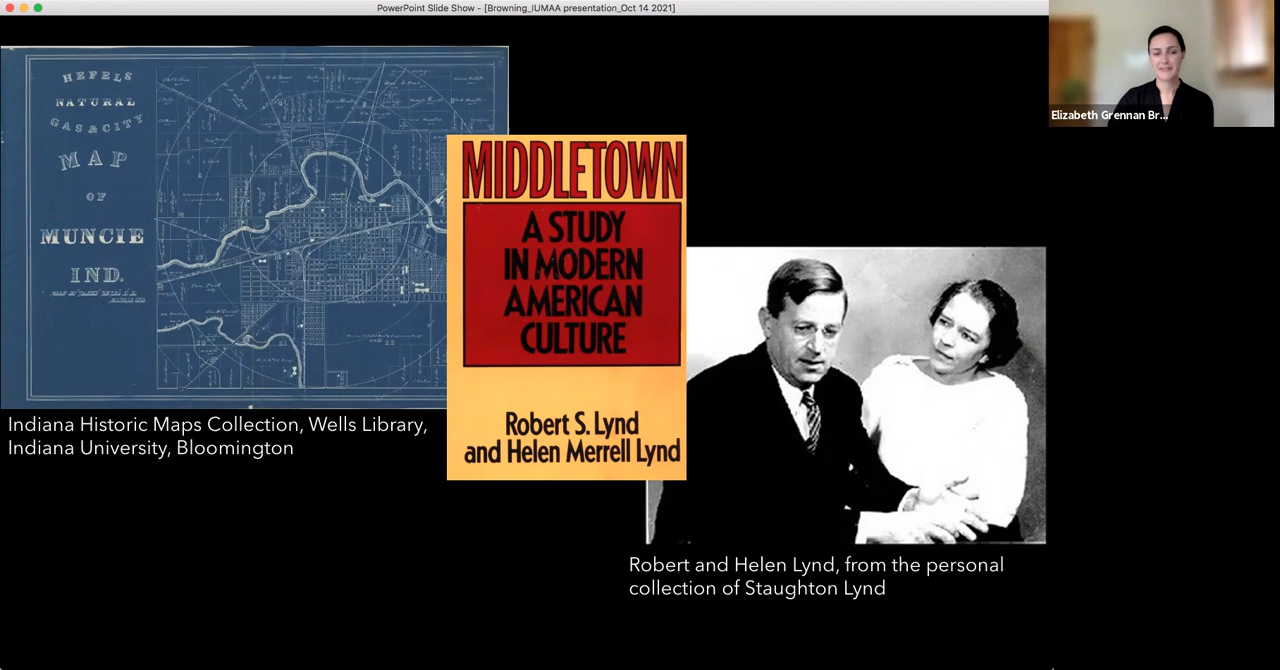 PowerPoint Slide Show - [Browning_IUMAA presentation_Oct 14 2021]
Elizabeth Grennan Br...
HEFELS
NATURAL
GAS & CITY
MAP
OF
MUNCIE
IND.
MIDDLETOWN
A STUDY
IN MODERN
AMERICAN
CULTURE
Robert S. Lynd
and Helen Merrell Lynd
Indiana Historic Maps Collection, Wells Library,
Indiana University, Bloomington
Robert and Helen Lynd, from the personal
collection of Staughton Lynd